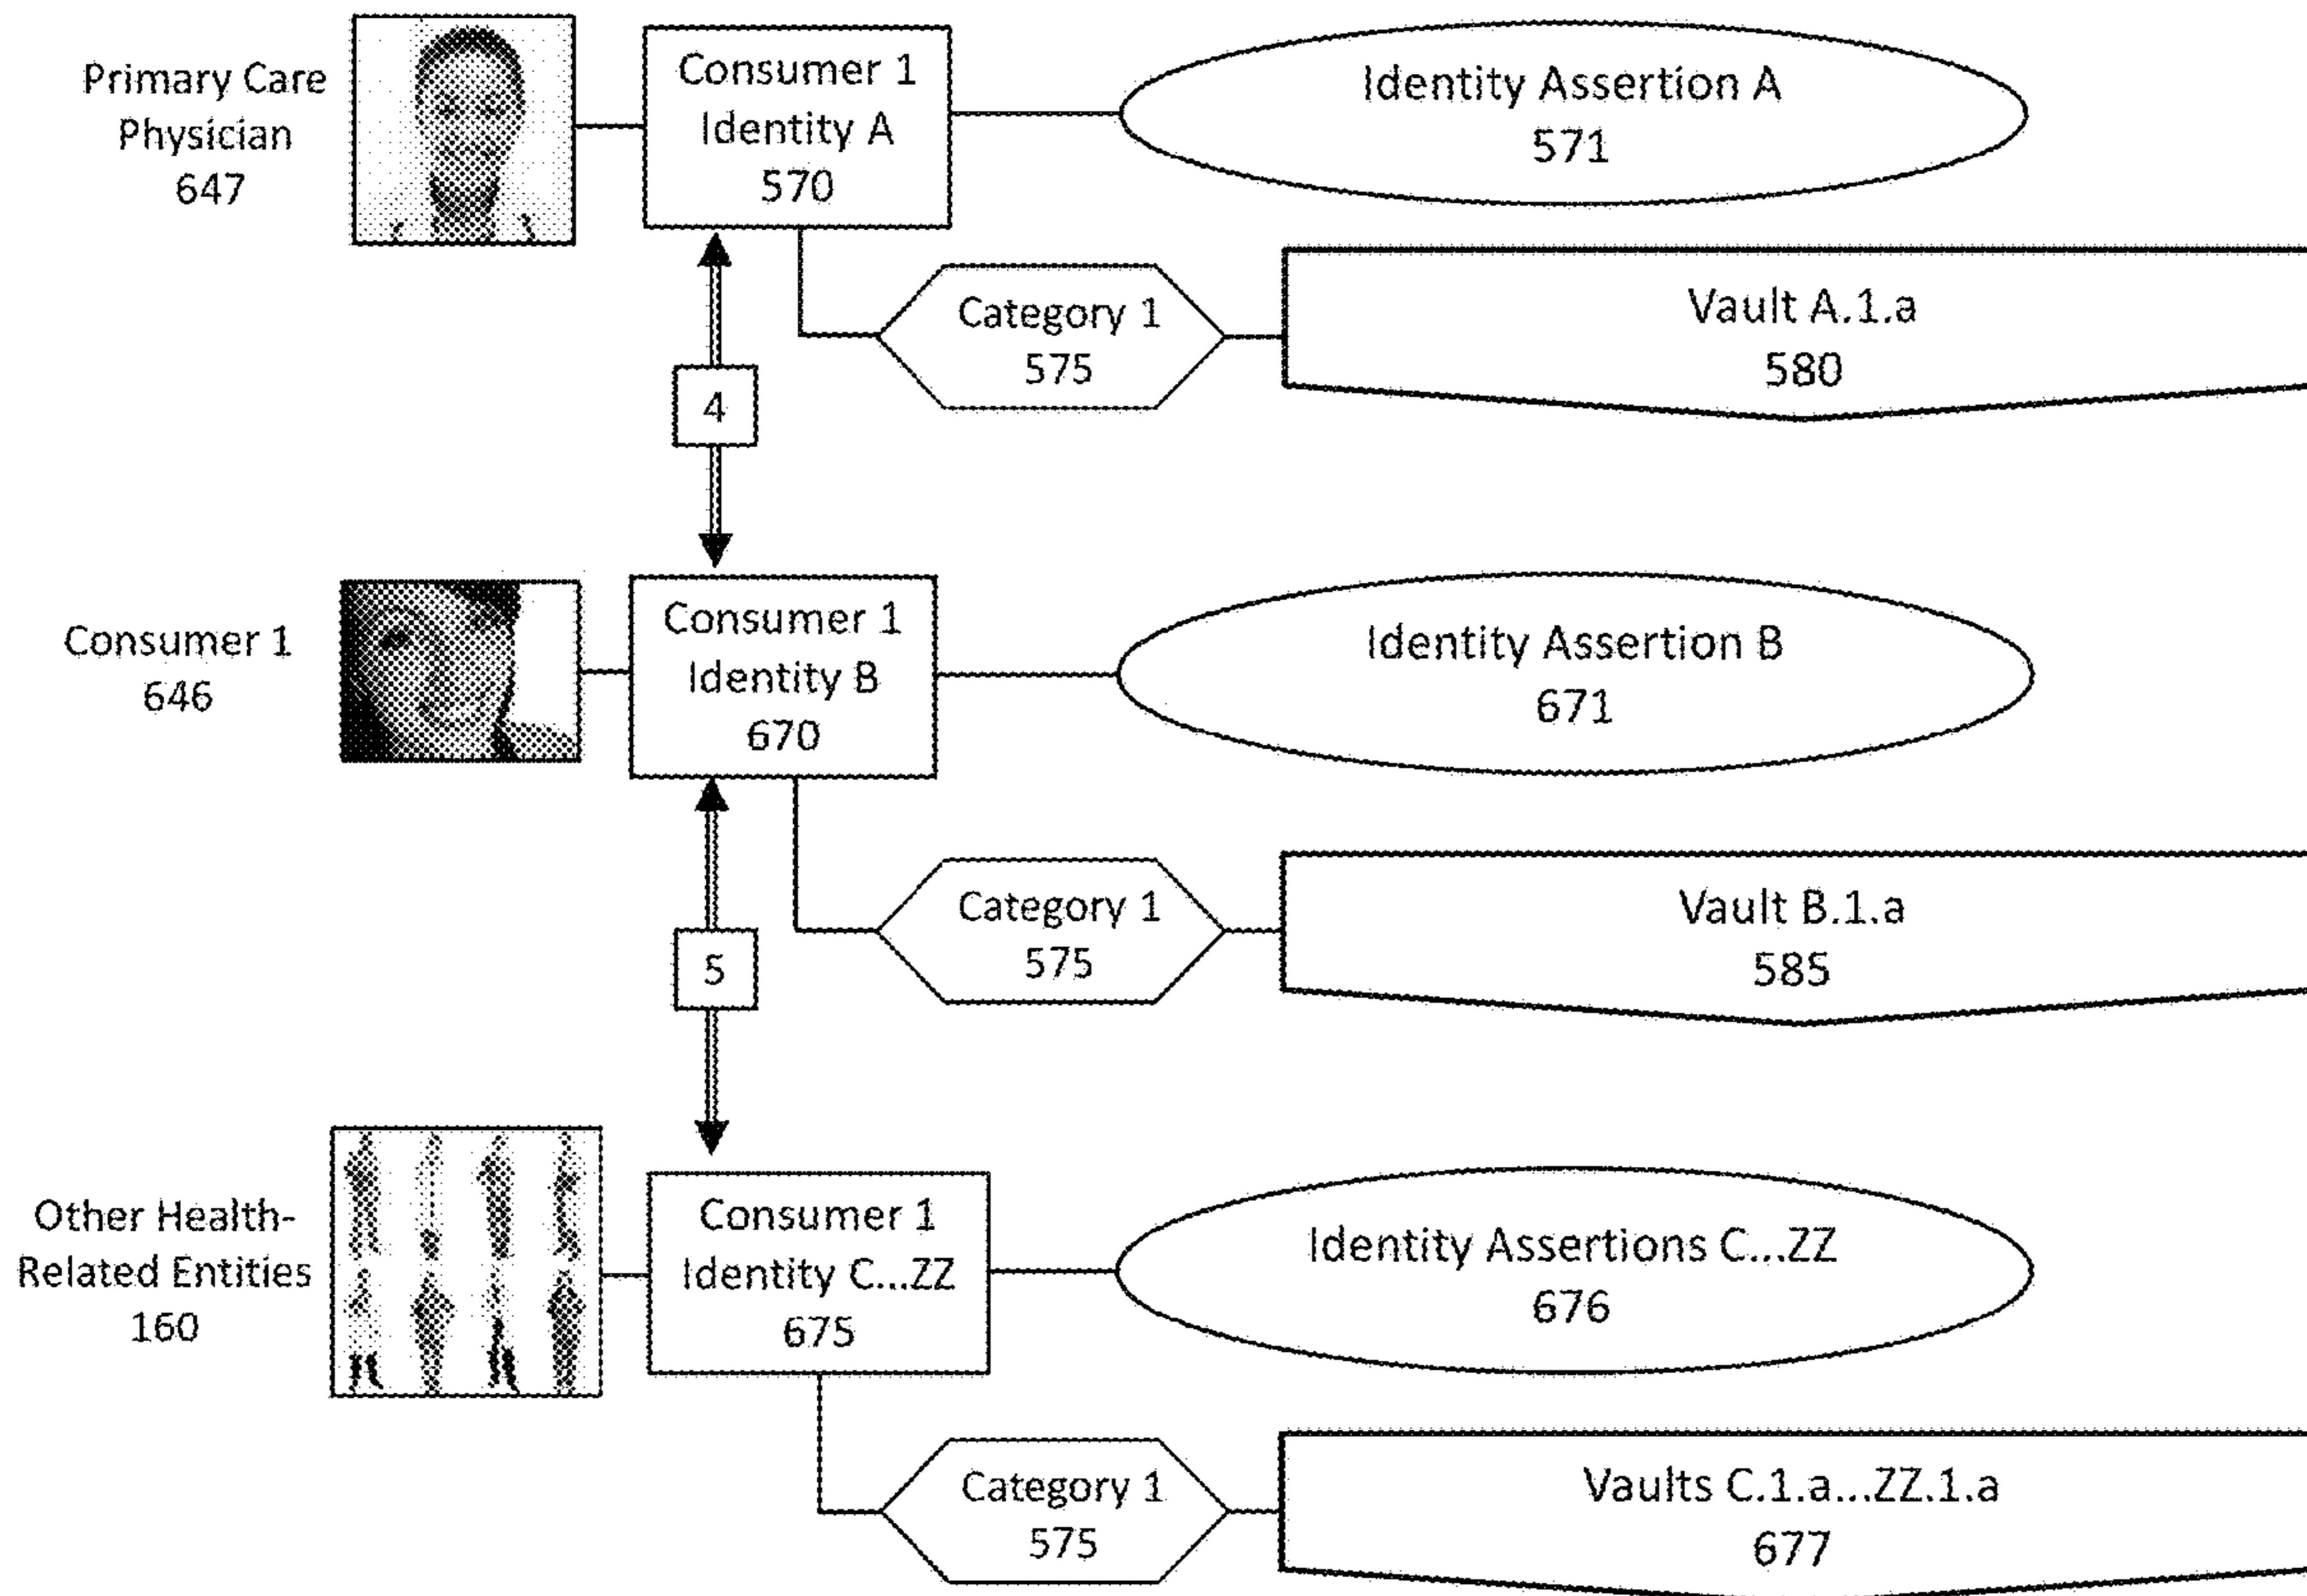 Primary Care
Physician
647
Consumer 1
Identity A
570
Identity Assertion A
571
Category 1
575
Vault A.1.a
580
4
Consumer 1
646
Consumer 1
Identity B
670
Identity Assertion B
671
Category 1
575
Vault B.1.a
585
5
Other Health-
Related Entities
160
Consumer 1
Identity C...ZZ
675
Identity Assertions C...ZZ
676
Category 1
575
Vaults C.1.a...ZZ.1.a
677